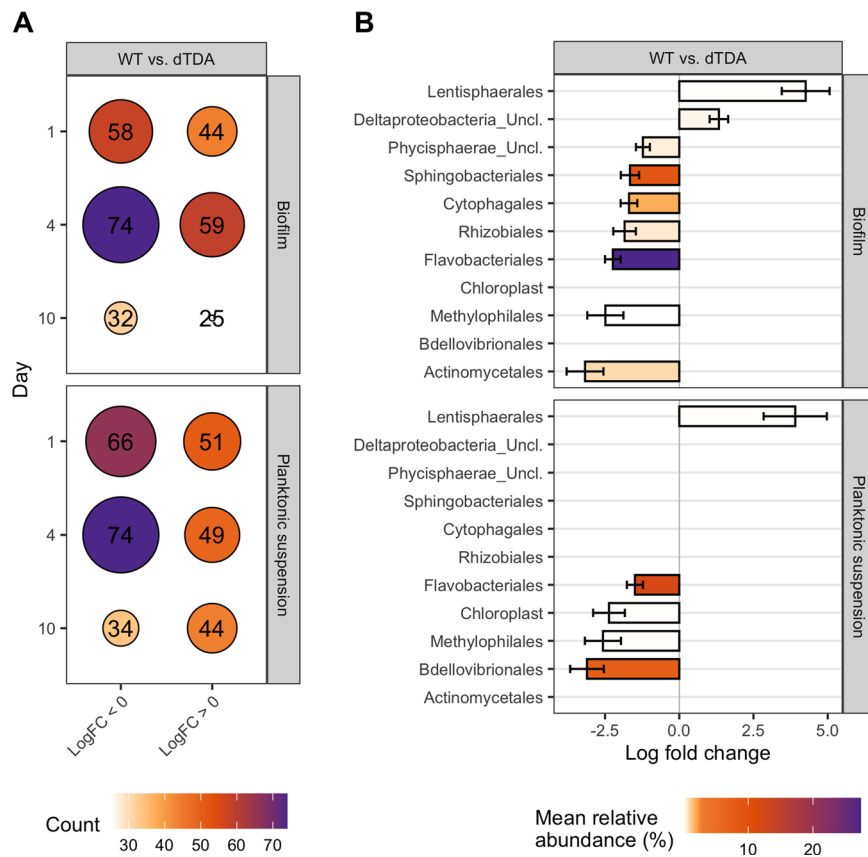 A
WT vs. dTDA
Day
1
58
44
4
74
59
10
32
25
Biofilm
1
66
51
4
74
49
10
34
44
Planktonic suspension
LogFC < 0
LogFC > 0
Count
30
40
50
60
70
B
WT vs. dTDA
Lentisphaerales
Deltaproteobacteria_Uncl.
Phycisphaerae_Uncl.
Sphingobacteriales
Cytophagales
Rhizobiales
Flavobacteriales
Chloroplast
Methylophilales
Bdellovibrionales
Actinomycetales
Biofilm
Lentisphaerales
Deltaproteobacteria_Uncl.
Phycisphaerae_Uncl.
Sphingobacteriales
Cytophagales
Rhizobiales
Flavobacteriales
Chloroplast
Methylophilales
Bdellovibrionales
Actinomycetales
Planktonic suspension
-2.5
0.0
2.5
5.0
Log fold change
Mean relative
abundance (%)
10
20